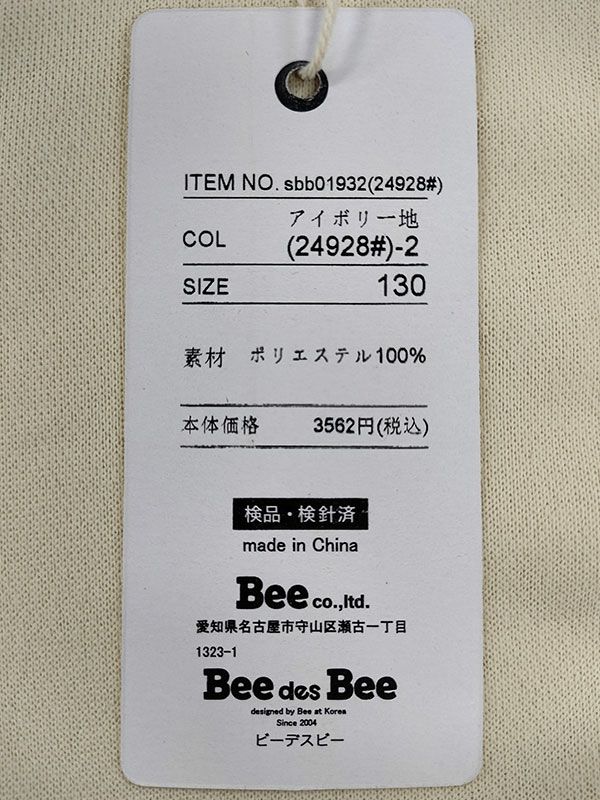 ITEM NO. sbb01932(24928#)
アイボリー地
COL (24928#)-2
SIZE 130
素材 ポリエステル100%
本体価格 3562円(税込)
検品・検針済
made in China
Bee co.,ltd.
愛知県名古屋市守山区瀬古一丁目
1323-1
Bee des Bee
designed by Bee at Korea
Since 2004
ビーデスビー